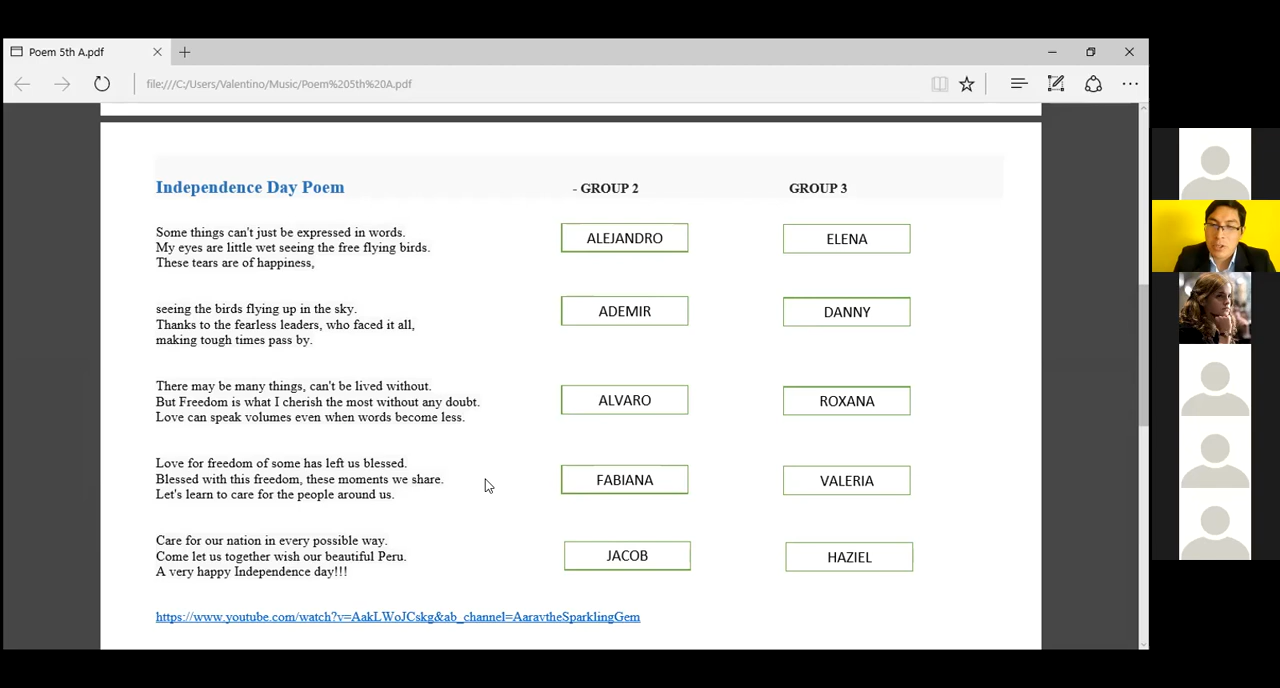 Poem 5th A.pdf
file:///C:/Users/Valentino/Music/Poem%205th%20A.pdf
Independence Day Poem - GROUP 2 GROUP 3
Some things can't just be expressed in words.
My eyes are little wet seeing the free flying birds.
These tears are of happiness,
ALEJANDRO ELENA
seeing the birds flying up in the sky.
Thanks to the fearless leaders, who faced it all,
making tough times pass by.
ADEMIR DANNY
There may be many things, can't be lived without.
But Freedom is what I cherish the most without any doubt.
Love can speak volumes even when words become less.
ALVARO ROXANA
Love for freedom of some has left us blessed.
Blessed with this freedom, these moments we share.
Let's learn to care for the people around us.
FABIANA VALERIA
Care for our nation in every possible way.
Come let us together wish our beautiful Peru.
A very happy Independence day!!!
JACOB HAZIEL
https://www.youtube.com/watch?v=AakLWoJCskg&ab_channel=AaravtheSparklingGem